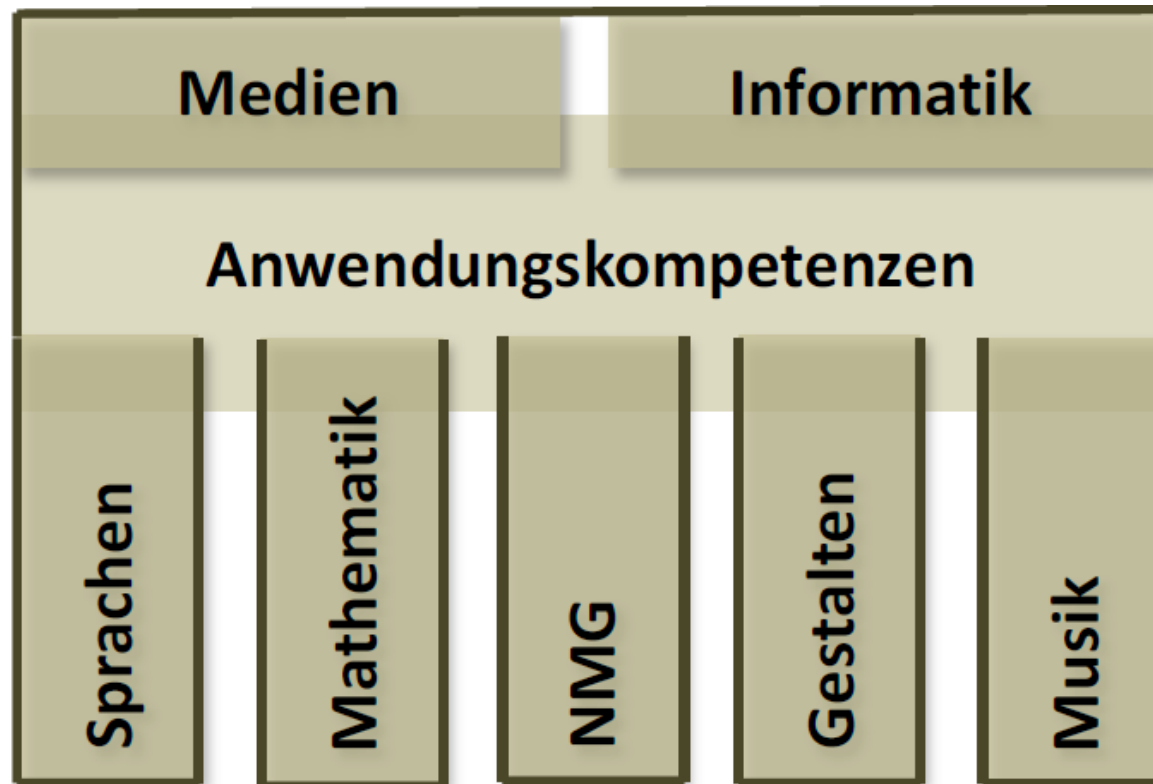 Medien
Informatik
Anwendungskompetenzen
Sprachen
Mathematik
NMG
Gestalten
Musik